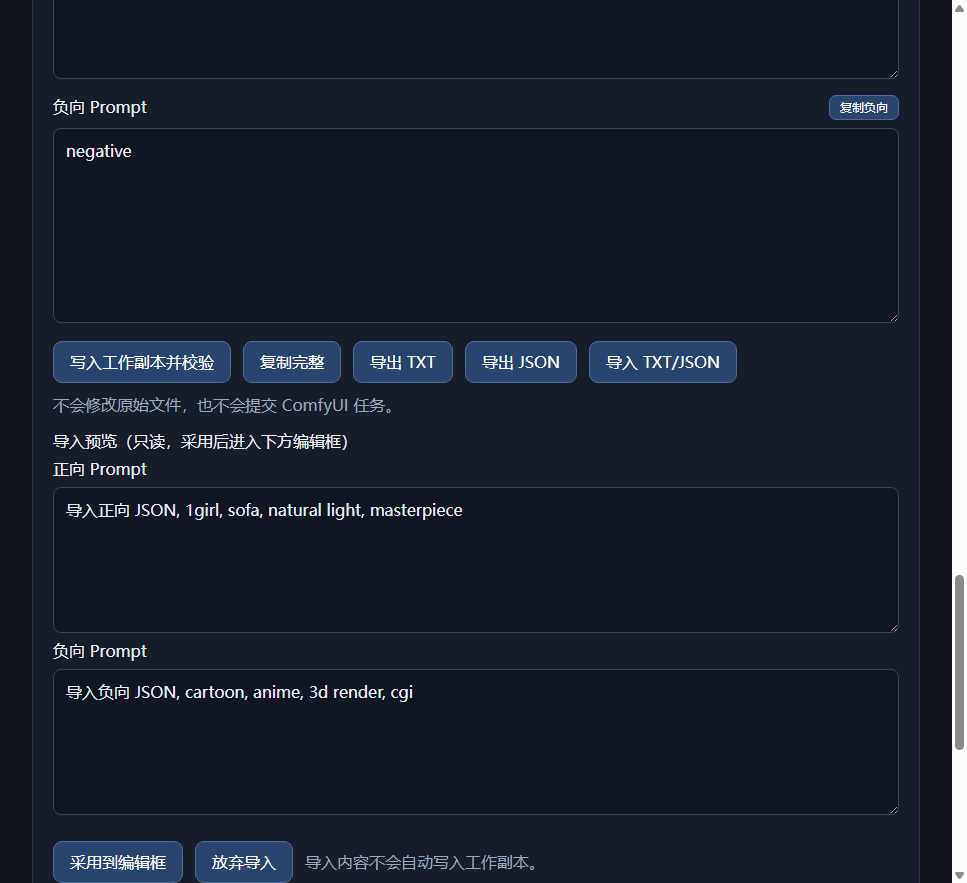 负向 Prompt
复制负向
negative
写入工作副本并校验
复制完整
导出 TXT
导出 JSON
导入 TXT/JSON
不会修改原始文件，也不会提交 ComfyUI 任务。
导入预览（只读，采用后进入下方编辑框）
正向 Prompt
导入正向 JSON, 1girl, sofa, natural light, masterpiece
负向 Prompt
导入负向 JSON, cartoon, anime, 3d render, cgi
采用到编辑框
放弃导入
导入内容不会自动写入工作副本。